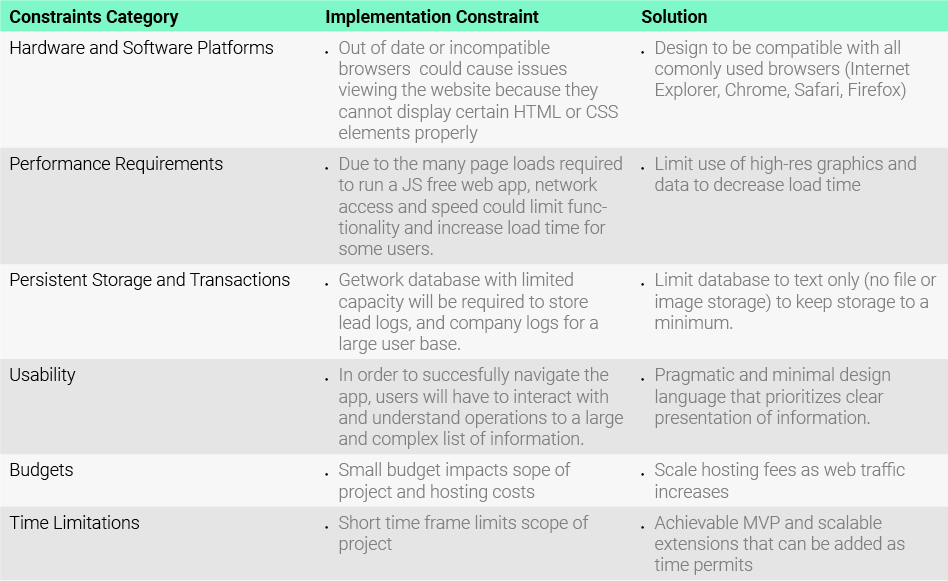 Constraints Category Implementation Constraint Solution
Hardware and Software Platforms
• Out of date or incompatible
browsers could cause issues
viewing the website because they
cannot display certain HTML or CSS
elements properly
• Design to be compatible with all
comonly used browsers (Internet
Explorer, Chrome, Safari, Firefox)
Performance Requirements
• Due to the many page loads required
to run a JS free web app, network
access and speed could limit func-
tionality and increase load time for
some users.
• Limit use of high-res graphics and
data to decrease load time
Persistent Storage and Transactions
• Getwork database with limited
capacity will be required to store
lead logs, and company logs for a
large user base.
• Limit database to text only (no file or
image storage) to keep storage to a
minimum.
Usability
• In order to succesfully navigate the
app, users will have to interact with
and understand operations to a large
and complex list of information.
• Pragmatic and minimal design
language that prioritizes clear
presentation of information.
Budgets
• Small budget impacts sope of
project and hosting costs
• Scale hosting fees as web traffic
increases
Time Limitations
• Short time frame limits scope of
project
• Achievable MVP and scalable
extensions that can be added as
time permits